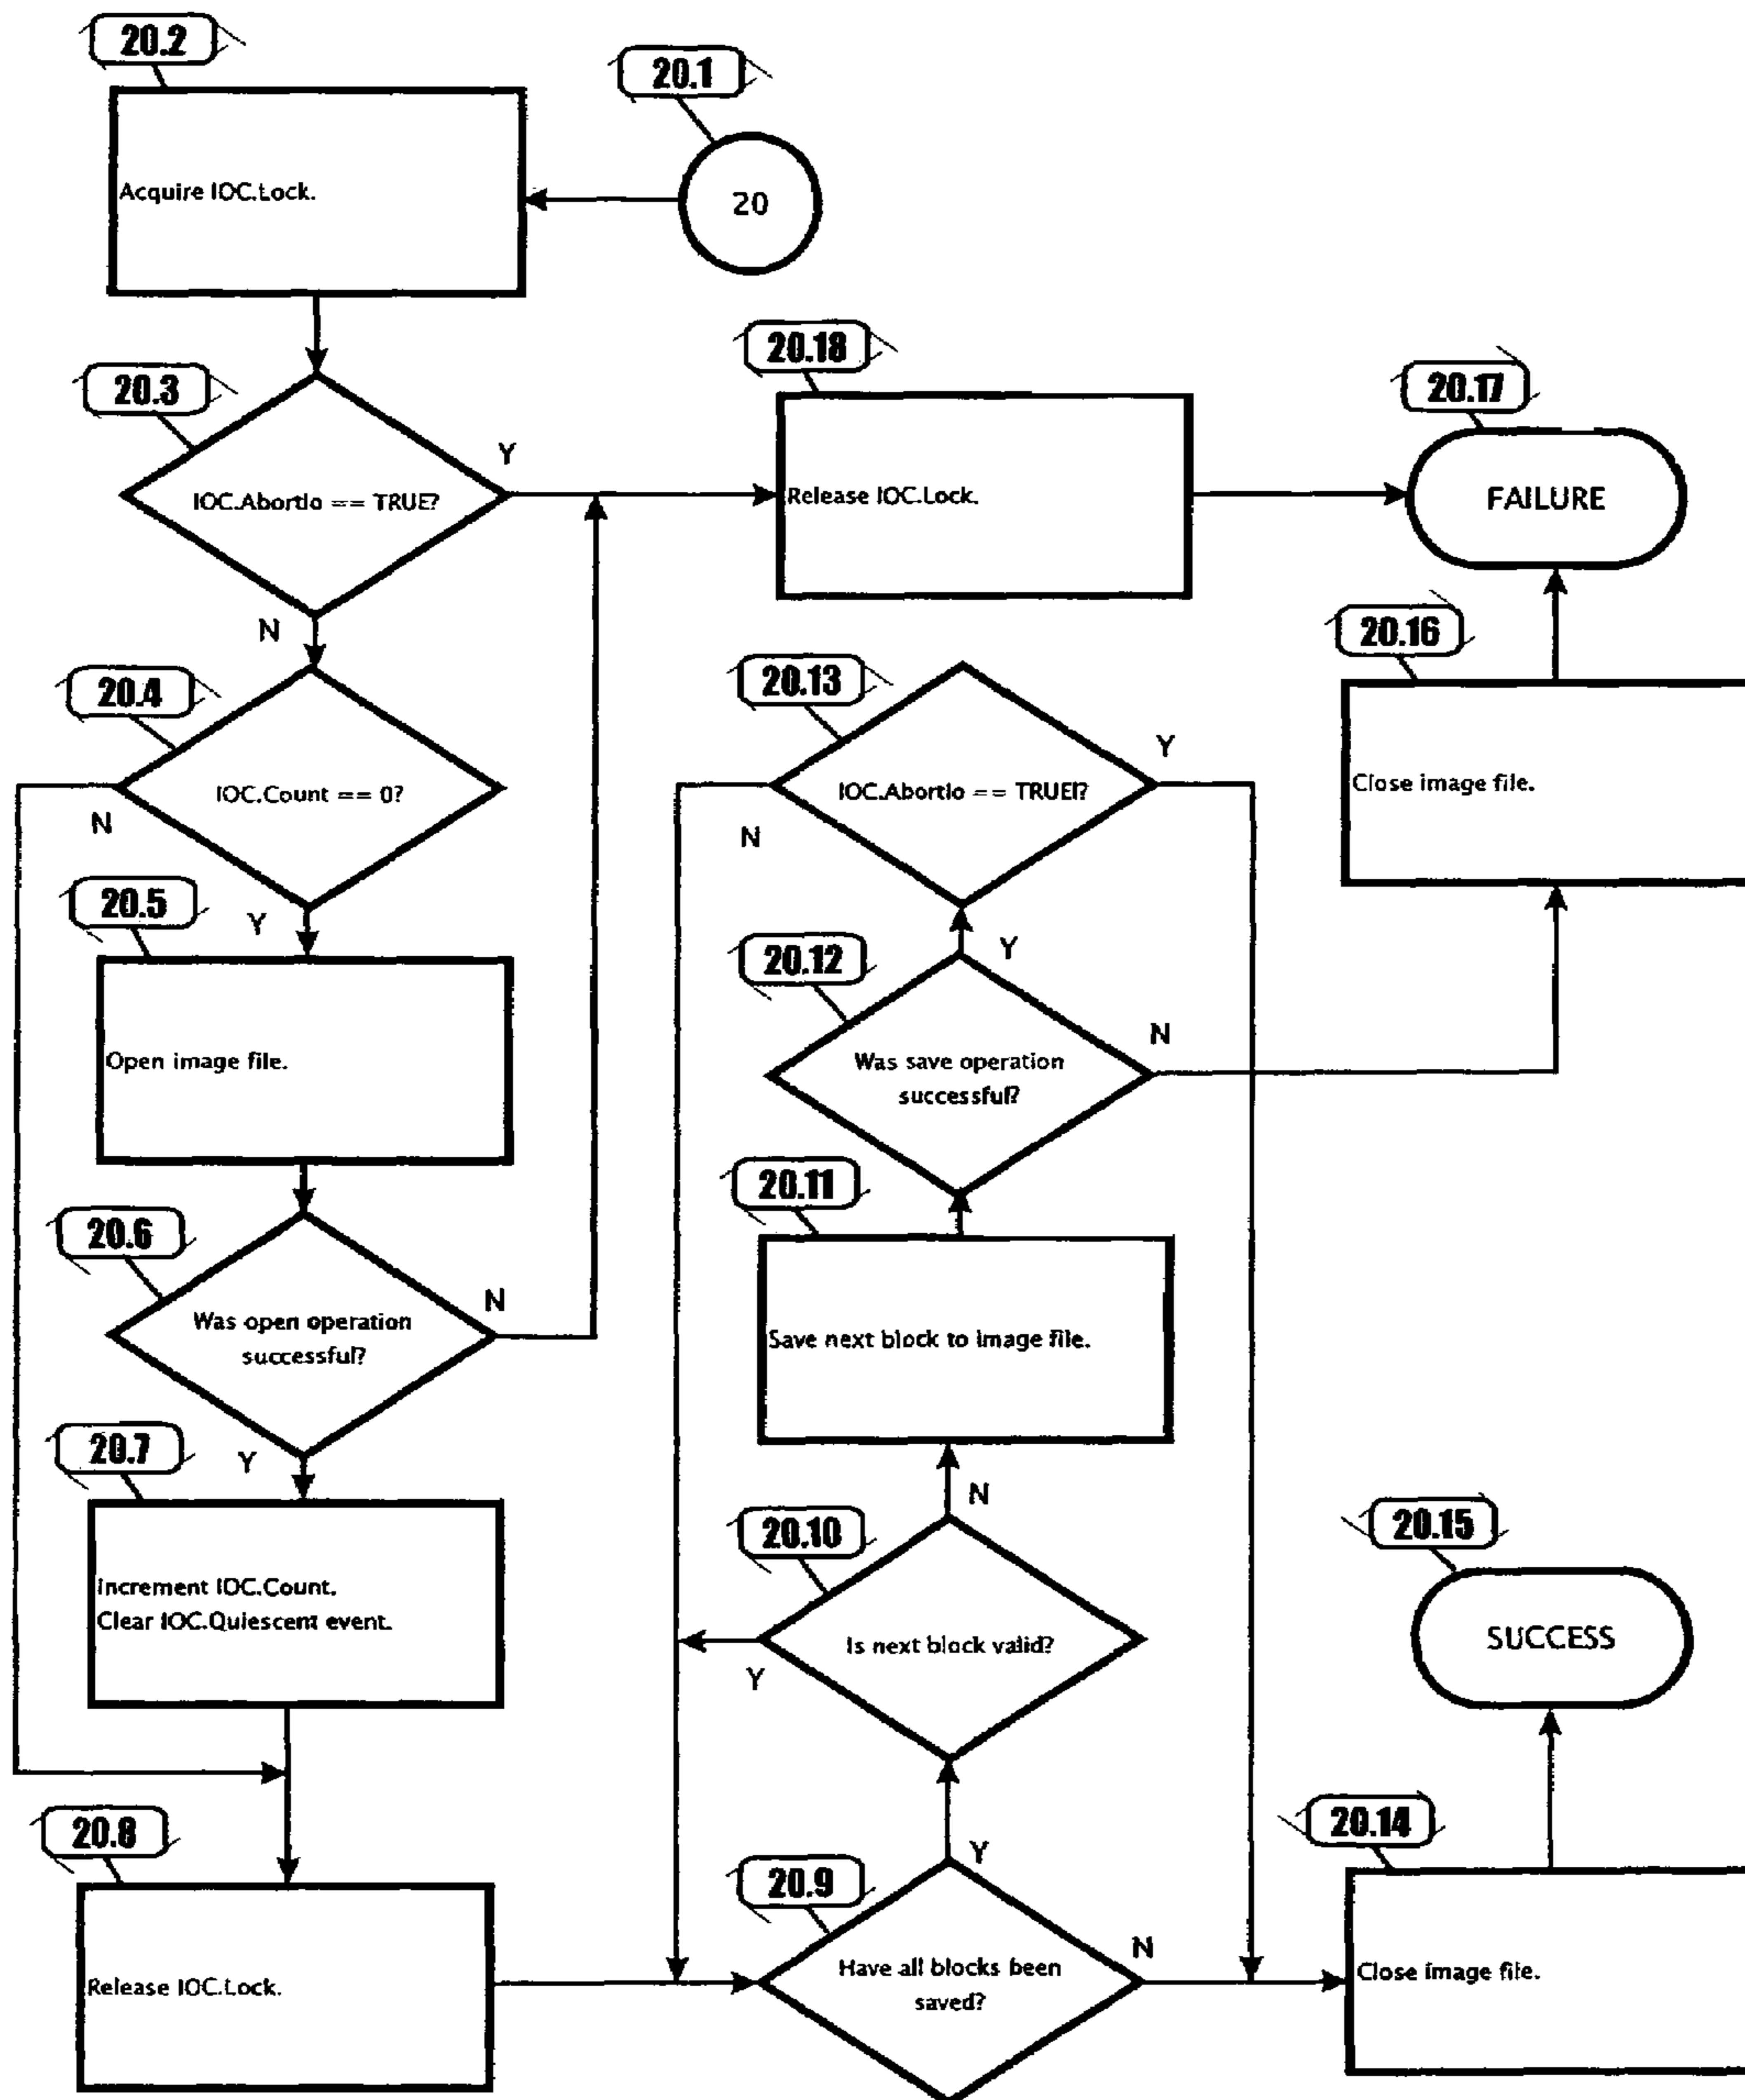 20.2
20.1
Acquire IOC.Lock.
20
20.3
20.18
20.17
Y
IOC.AbortIo == TRUE?
Release IOC.Lock.
FAILURE
N
20.4
20.13
20.16
Y
IOC.Count == 0?
IOC.AbortIo == TRUEI?
Close image file.
N
N
20.5
Y
20.12
Y
Open image file.
Was save operation
successful?
N
20.11
20.6
N
Was open operation
successful?
Save next block to image file.
20.7
Y
N
20.10
20.15
Increment IOC.Count.
Clear IOC.Quiescent event.
Is next block valid?
SUCCESS
Y
20.8
20.14
Y
20.9
N
Release IOC.Lock.
Have all blocks been
saved?
Close image file.